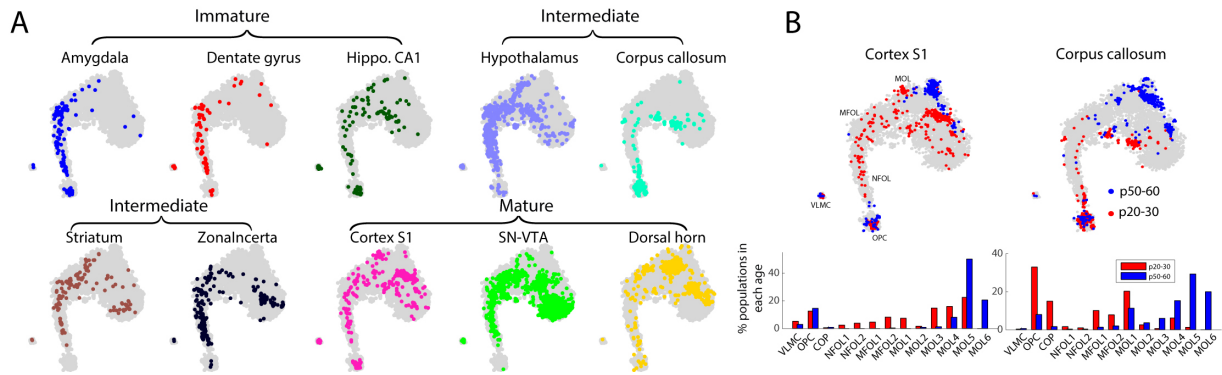 A
Immature
Intermediate
Amygdala
Dentate gyrus
Hippo. CA1
Hypothalamus
Corpus callosum
Intermediate
Mature
Striatum
ZonaIncerta
Cortex S1
SN-VTA
Dorsal horn
B
Cortex S1
Corpus callosum
MOL
MFOL
NFOL
VLMC
OPC
p50-60
p20-30
% populations in
each age
40
20
0
VLMC
OPC
COP
NFOL1
NFOL2
MFOL1
MFOL2
MOL1
MOL2
MOL3
MOL4
MOL5
MOL6
40
20
0
p20-30
p50-60
VLMC
OPC
COP
NFOL1
NFOL2
MFOL1
MFOL2
MOL1
MOL2
MOL3
MOL4
MOL5
MOL6